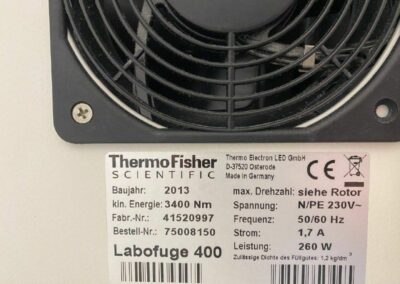 ThermoFisher
SCIENTIFIC
Thermo Electron LED GmbH
D-37520 Osterode
Made in Germany
CE
Baujahr: 2013
kin. Energie: 3400 Nm
Fabr.-Nr.: 41520997
Bestell-Nr.: 75008150
Labofuge 400
max. Drehzahl: siehe Rotor
Spannung: N/PE 230V~
Frequenz: 50/60 Hz
Strom: 1,7 A
Leistung: 260 W
Zulässige Dichte des Füllgutes: 1,2 kg/dm³